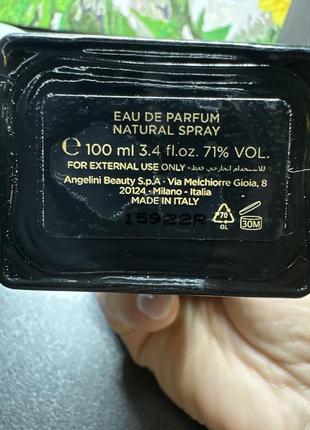 EAU DE PARFUM
NATURAL SPRAY
℮ 100 ml 3.4 fl.oz. 71% VOL.
FOR EXTERNAL USE ONLY • للاستخدام الخارجي فقط
Angelini Beauty S.p.A • Via Melchiorre Gioia, 8
20124 - Milano - Italia
MADE IN ITALY
15922R
70
GL
30M